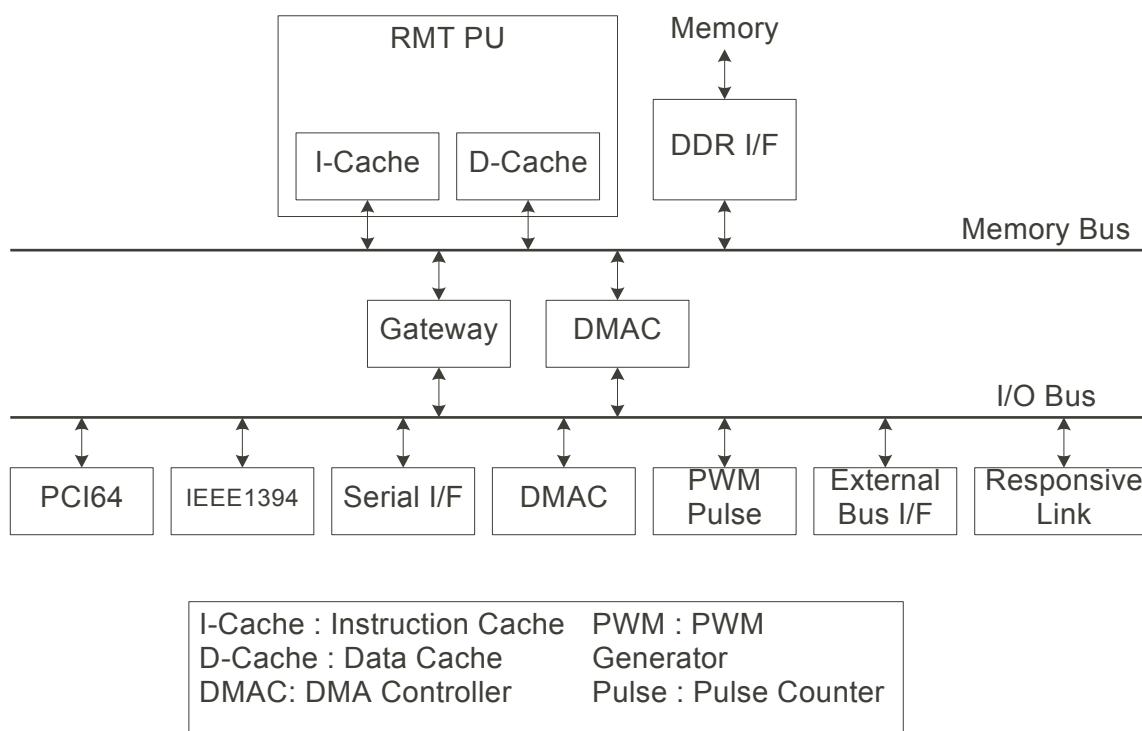 RMT PU
Memory
I-Cache
D-Cache
DDR I/F
Memory Bus
Gateway
DMAC
I/O Bus
PCI64
IEEE1394
Serial I/F
DMAC
PWM
Pulse
External
Bus I/F
Responsive
Link
I-Cache : Instruction Cache
D-Cache : Data Cache
DMAC: DMA Controller
PWM : PWM
Generator
Pulse : Pulse Counter